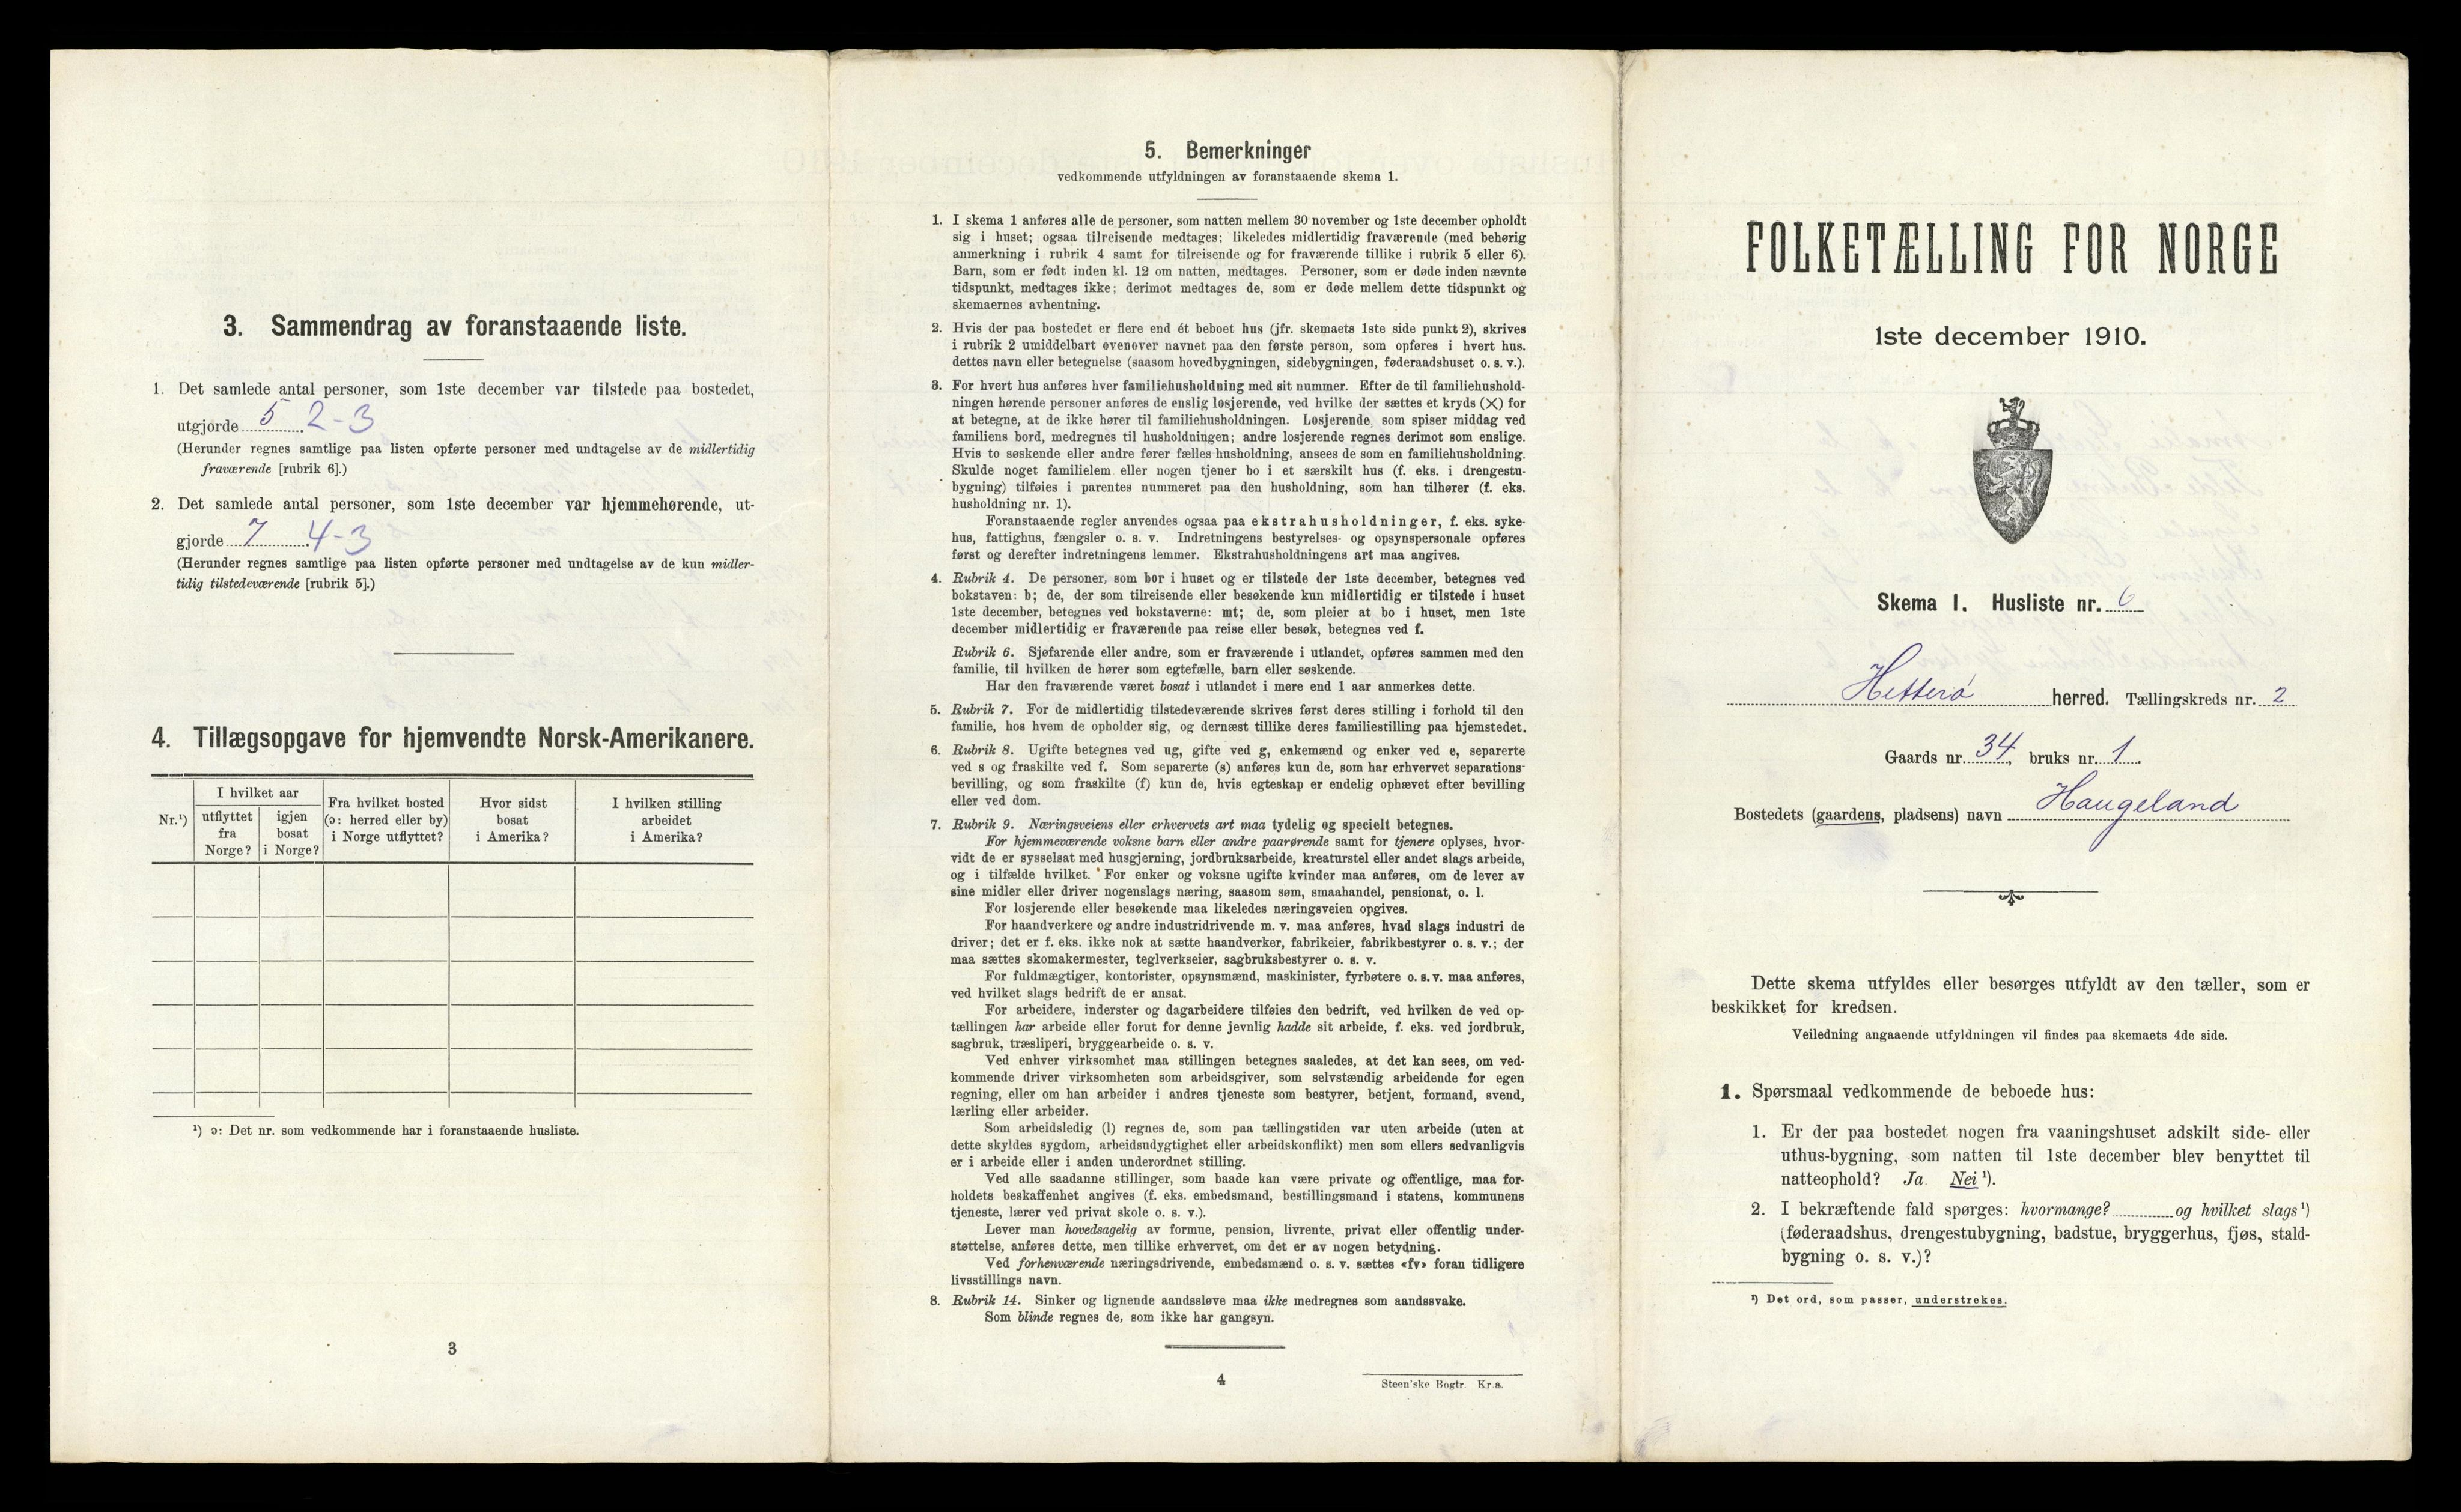 3. Sammendrag av foranstaaende liste.
1. Det samlede antal personer, som 1ste december var tilstede paa bostedet,
utgjorde 5 2-3
(Herunder regnes samtlige paa listen opførte personer med undtagelse av de midlertidig
fraværende [rubrik 6].)
2. Det samlede antal personer, som 1ste december var hjemmehørende, ut-
gjorde 7 4-3
(Herunder regnes samtlige paa listen opførte personer med undtagelse av de kun midler-
tidig tilstedeværende [rubrik 5].)
4. Tillægsopgave for hjemvendte Norsk-Amerikanere.
Nr.¹)
I hvilket aar
utflyttet
fra
Norge?
igjen
bosat
i Norge?
Fra hvilket bosted
(ɔ: herred eller by)
i Norge utflyttet?
Hvor sidst
bosat
i Amerika?
I hvilken stilling
arbeidet
i Amerika?
¹) ɔ: Det nr. som vedkommende har i foranstaaende husliste.
3
5. Bemerkninger
vedkommende utfyldningen av foranstaaende skema 1.
1. I skema 1 anføres alle de personer, som natten mellem 30 november og 1ste december opholdt
sig i huset; ogsaa tilreisende medtages; likeledes midlertidig fraværende (med behørig
anmerkning i rubrik 4 samt for tilreisende og for fraværende tillike i rubrik 5 eller 6).
Barn, som er født inden kl. 12 om natten, medtages. Personer, som er døde inden nævnte
tidspunkt, medtages ikke; derimot medtages de, som er døde mellem dette tidspunkt og
skemaernes avhentning.
2. Hvis der paa bostedet er flere end ét beboet hus (jfr. skemaets 1ste side punkt 2), skrives
i rubrik 2 umiddelbart ovenover navnet paa den første person, som opføres i hvert hus.
dettes navn eller betegnelse (saasom hovedbygningen, sidebygningen, føderaadshuset o. s. v.).
3. For hvert hus anføres hver familiehusholdning med sit nummer. Efter de til familiehushold-
ningen hørende personer anføres de enslig losjerende, ved hvilke der sættes et kryds (×) for
at betegne, at de ikke hører til familiehusholdningen. Losjerende, som spiser middag ved
familiens bord, medregnes til husholdningen; andre losjerende regnes derimot som enslige.
Hvis to søskende eller andre fører fælles husholdning, ansees de som en familiehusholdning.
Skulde noget familielem eller nogen tjener bo i et særskilt hus (f. eks. i drengestu-
bygning) tilføies i parentes nummeret paa den husholdning, som han tilhører (f. eks.
husholdning nr. 1).
Foranstaaende regler anvendes ogsaa paa ekstrahusholdninger, f. eks. syke-
hus, fattighus, fængsler o. s. v. Indretningens bestyrelses- og opsynspersonale opføres
først og derefter indretningens lemmer. Ekstrahusholdningens art maa angives.
4. Rubrik 4. De personer, som bor i huset og er tilstede der 1ste december, betegnes ved
bokstaven: b; de, der som tilreisende eller besøkende kun midlertidig er tilstede i huset
1ste december, betegnes ved bokstaverne: mt; de, som pleier at bo i huset, men 1ste
december midlertidig er fraværende paa reise eller besøk, betegnes ved f.
Rubrik 6. Sjøfarende eller andre, som er fraværende i utlandet, opføres sammen med den
familie, til hvilken de hører som egtefælle, barn eller søskende.
Har den fraværende været bosat i utlandet i mere end 1 aar anmerkes dette.
5. Rubrik 7. For de midlertidig tilstedeværende skrives først deres stilling i forhold til den
familie, hos hvem de opholder sig, og dernæst tillike deres familiestilling paa hjemstedet.
6. Rubrik 8. Ugifte betegnes ved ug, gifte ved g, enkemænd og enker ved e, separerte
ved s og fraskilte ved f. Som separerte (s) anføres kun de, som har erhvervet separations-
bevilling, og som fraskilte (f) kun de, hvis egteskap er endelig ophævet efter bevilling
eller ved dom.
7. Rubrik 9. Næringsveiens eller erhvervets art maa tydelig og specielt betegnes.
For hjemmeværende voksne barn eller andre paarørende samt for tjenere oplyses, hvor-
vidt de er sysselsat med husgjerning, jordbruksarbeide, kreaturstel eller andet slags arbeide,
og i tilfælde hvilket. For enker og voksne ugifte kvinder maa anføres, om de lever av
sine midler eller driver nogenslags næring, saasom søm, smaahandel, pensionat, o. l.
For losjerende eller besøkende maa likeledes næringsveien opgives.
For haandverkere og andre industridrivende m. v. maa anføres, hvad slags industri de
driver; det er f. eks. ikke nok at sætte haandverker, fabrikeier, fabrikbestyrer o. s. v.; der
maa sættes skomakermester, teglverkseier, sagbruksbestyrer o. s. v.
For fuldmægtiger, kontorister, opsynsmænd, maskinister, fyrbøtere o. s. v. maa anføres,
ved hvilket slags bedrift de er ansat.
For arbeidere, inderster og dagarbeidere tilføies den bedrift, ved hvilken de ved op-
tællingen har arbeide eller forut for denne jevnlig hadde sit arbeide, f. eks. ved jordbruk,
sagbruk, træsliperi, bryggearbeide o. s. v.
Ved enhver virksomhet maa stillingen betegnes saaledes, at det kan sees, om ved-
kommende driver virksomheten som arbeidsgiver, som selvstændig arbeidende for egen
regning, eller om han arbeider i andres tjeneste som bestyrer, betjent, formand, svend,
lærling eller arbeider.
Som arbeidsledig (l) regnes de, som paa tællingstiden var uten arbeide (uten at
dette skyldes sygdom, arbeidsudygtighet eller arbeidskonflikt) men som ellers sedvanligvis
er i arbeide eller i anden underordnet stilling.
Ved alle saadanne stillinger, som baade kan være private og offentlige, maa for-
holdets beskaffenhet angives (f. eks. embedsmand, bestillingsmand i statens, kommunens
tjeneste, lærer ved privat skole o. s. v.).
Lever man hovedsagelig av formue, pension, livrente, privat eller offentlig under-
støttelse, anføres dette, men tillike erhvervet, om det er av nogen betydning.
Ved forhenværende næringsdrivende, embedsmænd o. s. v. sættes «fv» foran tidligere
livsstillings navn.
8. Rubrik 14. Sinker og lignende aandssløve maa ikke medregnes som aandssvake.
Som blinde regnes de, som ikke har gangsyn.
4
Steen'ske Bogtr. Kr.a.
FOLKETÆLLING FOR NORGE
1ste december 1910.
Skema 1. Husliste nr. 6
Hitterø herred. Tællingskreds nr. 2
Gaards nr. 34, bruks nr. 1.
Bostedets (gaardens, pladsens) navn Haugeland
Dette skema utfyldes eller besørges utfyldt av den tæller, som er
beskikket for kredsen.
Veiledning angaaende utfyldningen vil findes paa skemaets 4de side.
1. Spørsmaal vedkommende de beboede hus:
1. Er der paa bostedet nogen fra vaaningshuset adskilt side- eller
uthus-bygning, som natten til 1ste december blev benyttet til
natteophold? Ja. Nei ¹).
2. I bekræftende fald spørges: hvormange? og hvilket slags ¹)
(føderaadshus, drengestubygning, badstue, bryggerhus, fjøs, stald-
bygning o. s. v.)?
¹) Det ord, som passer, understrekes.